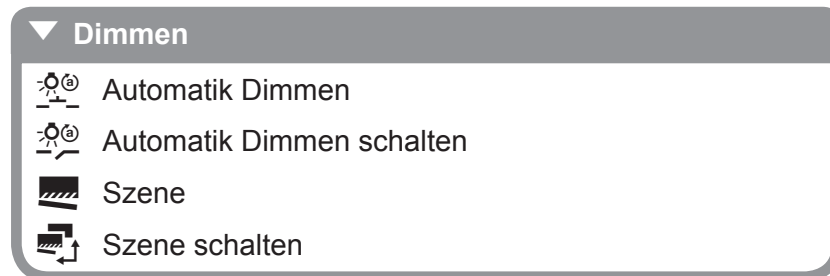 Dimmen
Automatik Dimmen
Automatik Dimmen schalten
Szene
Szene schalten